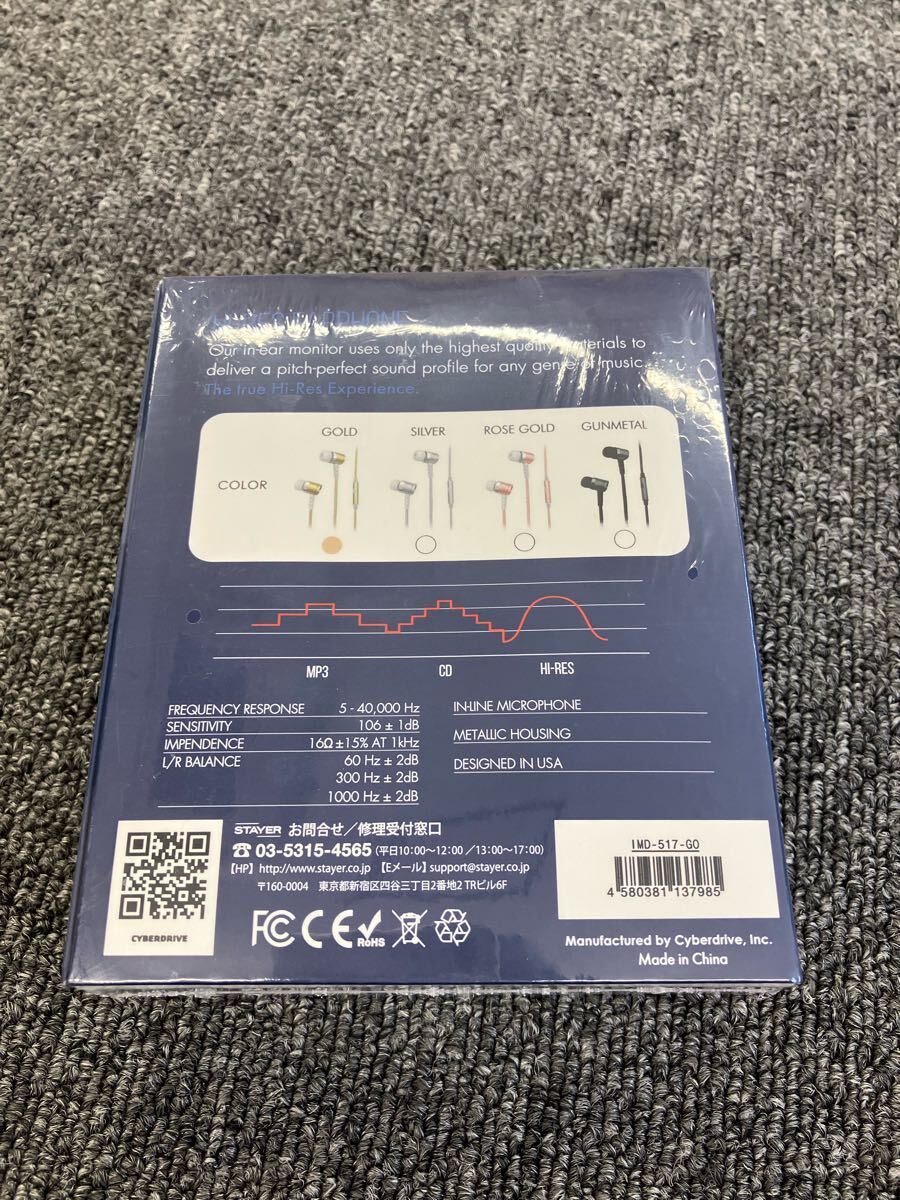 EARPHONE
Our in-ear monitor uses only the highest quality materials to
deliver a pitch-perfect sound profile for any genre of music.
The true Hi-Res Experience.
GOLD SILVER ROSE GOLD GUNMETAL
COLOR
MP3 CD HI-RES
FREQUENCY RESPONSE 5 - 40,000 Hz
SENSITIVITY 106 ± 1dB
IMPENDENCE 16Ω ±15% AT 1kHz
L/R BALANCE 60 Hz ± 2dB
300 Hz ± 2dB
1000 Hz ± 2dB
IN-LINE MICROPHONE
METALLIC HOUSING
DESIGNED IN USA
CYBERDRIVE
STAYER お問合せ／修理受付窓口
☎ 03-5315-4565 (平日10:00～12:00 ／13:00～17:00)
【HP】http://www.stayer.co.jp 【Eメール】support@stayer.co.jp
〒160-0004 東京都新宿区四谷三丁目2番地2 TRビル6F
FC CE RoHS
IMD-517-GO
4 580381 137985
Manufactured by Cyberdrive, Inc.
Made in China